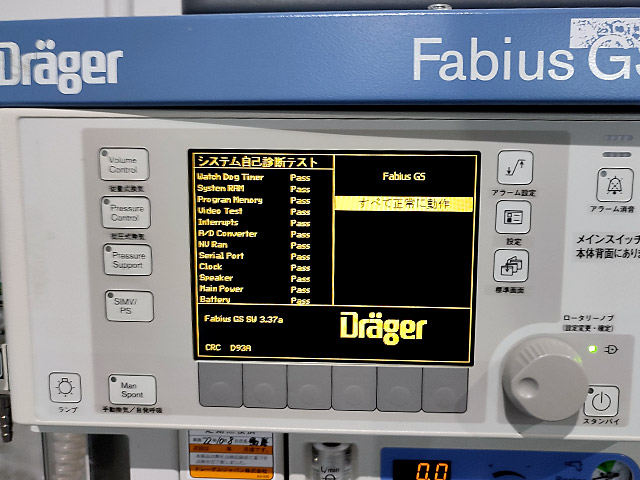 Dräger
Fabius GS
Volume Control
従量式換気
Pressure Control
従圧式換気
Pressure Support
SIMV/ PS
ランプ
Man Spont
手動換気/自発呼吸
システム自己診断テスト
Watch Dog Timer Pass
System RAM Pass
Program Memory Pass
Video Test Pass
Interrupts Pass
A/D Converter Pass
NV Ram Pass
Serial Port Pass
Clock Pass
Speaker Pass
Main Power Pass
Battery Pass
Fabius GS
すべて正常に動作
Fabius GS SW 3.37a
CRC D93A
Dräger
アラーム設定
設定
標準画面
アラーム消音
メインスイッチ
本体背面にあり
ロータリーノブ
(設定変更・確定)
スタンバイ
0.0